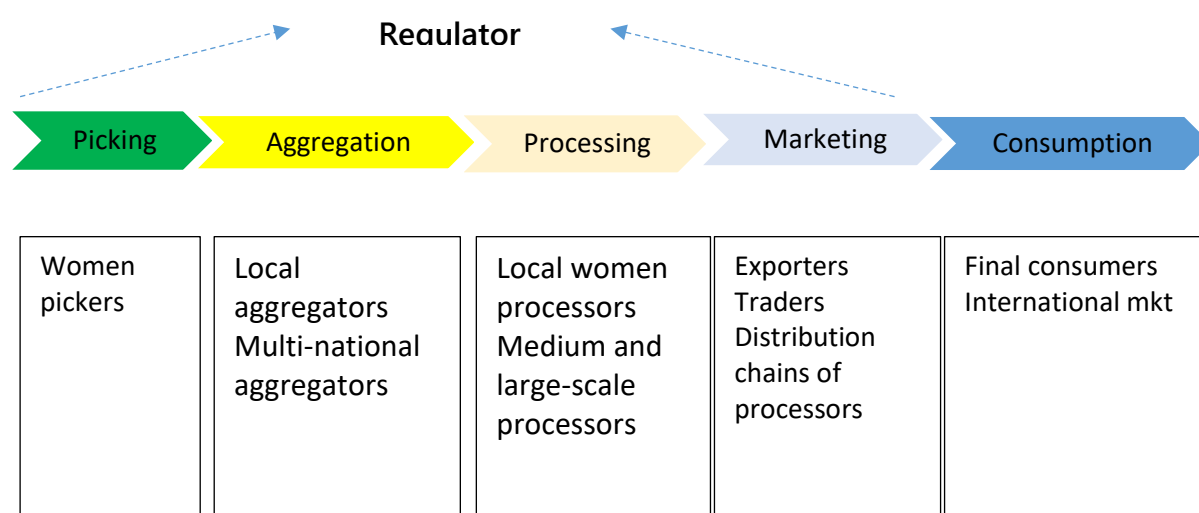 Regulator
Picking
Aggregation
Processing
Marketing
Consumption
Women
pickers
Local
aggregators
Multi-national
aggregators
Local women
processors
Medium and
large-scale
processors
Exporters
Traders
Distribution
chains of
processors
Final consumers
International mkt